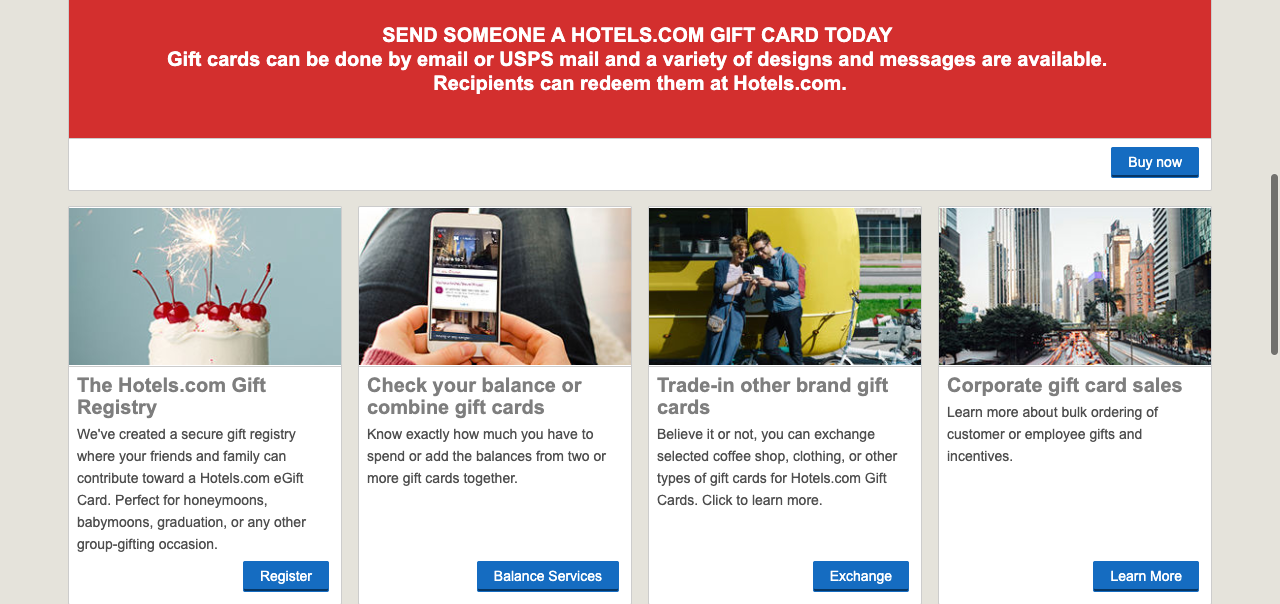 SEND SOMEONE A HOTELS.COM GIFT CARD TODAY
Gift cards can be done by email or USPS mail and a variety of designs and messages are available.
Recipients can redeem them at Hotels.com.
Buy now
The Hotels.com Gift
Registry
We've created a secure gift registry
where your friends and family can
contribute toward a Hotels.com eGift
Card. Perfect for honeymoons,
babymoons, graduation, or any other
group-gifting occasion.
Register
Check your balance or
combine gift cards
Know exactly how much you have to
spend or add the balances from two or
more gift cards together.
Balance Services
Trade-in other brand gift
cards
Believe it or not, you can exchange
selected coffee shop, clothing, or other
types of gift cards for Hotels.com Gift
Cards. Click to learn more.
Exchange
Corporate gift card sales
Learn more about bulk ordering of
customer or employee gifts and
incentives.
Learn More